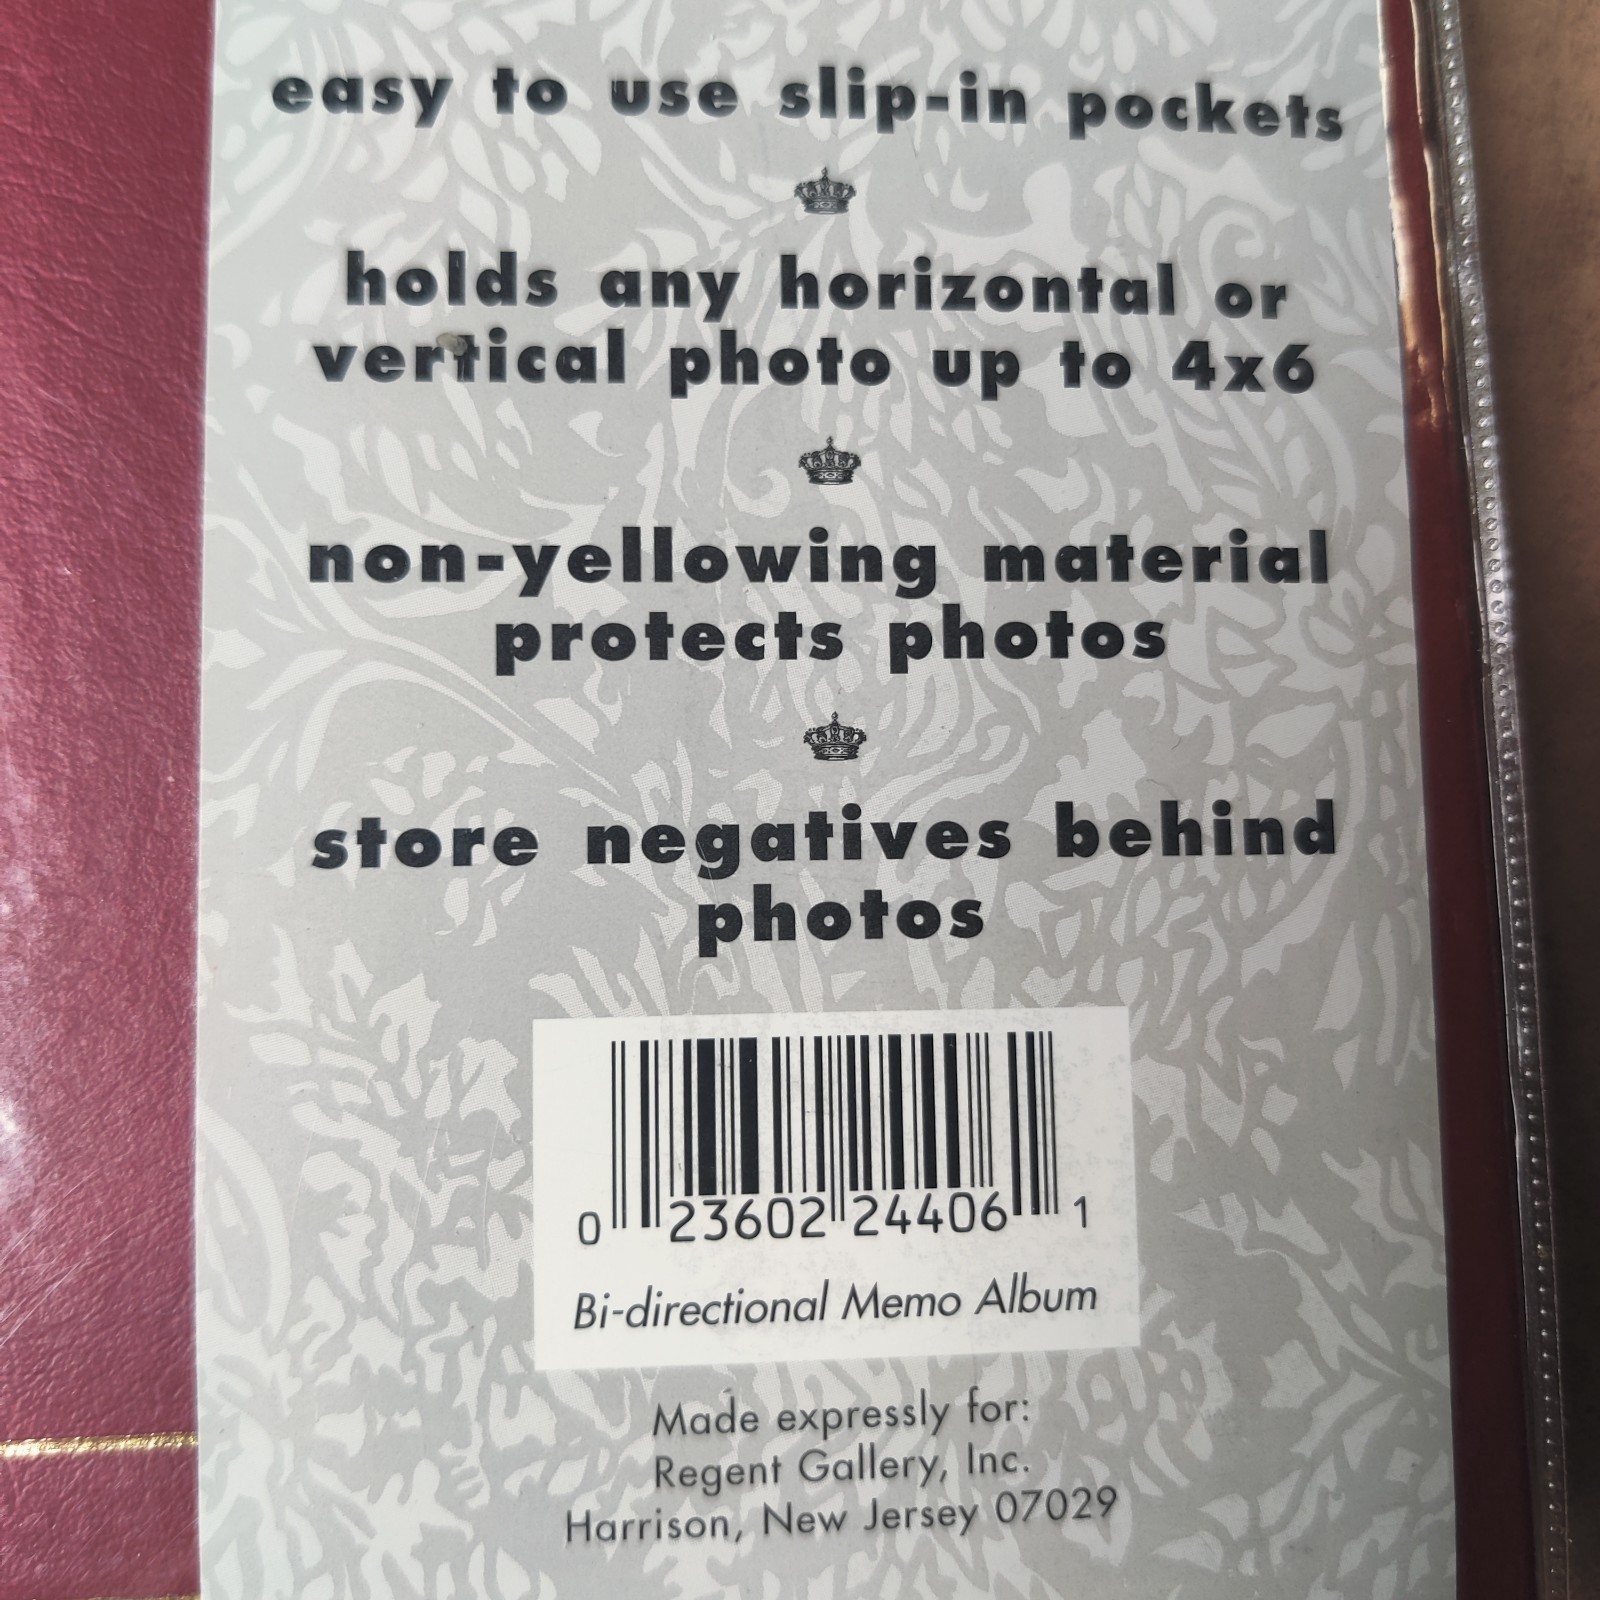 easy to use slip-in pockets
holds any horizontal or
vertical photo up to 4x6
non-yellowing material
protects photos
store negatives behind
photos
0 23602 24406 1
Bi-directional Memo Album
Made expressly for:
Regent Gallery, Inc.
Harrison, New Jersey 07029